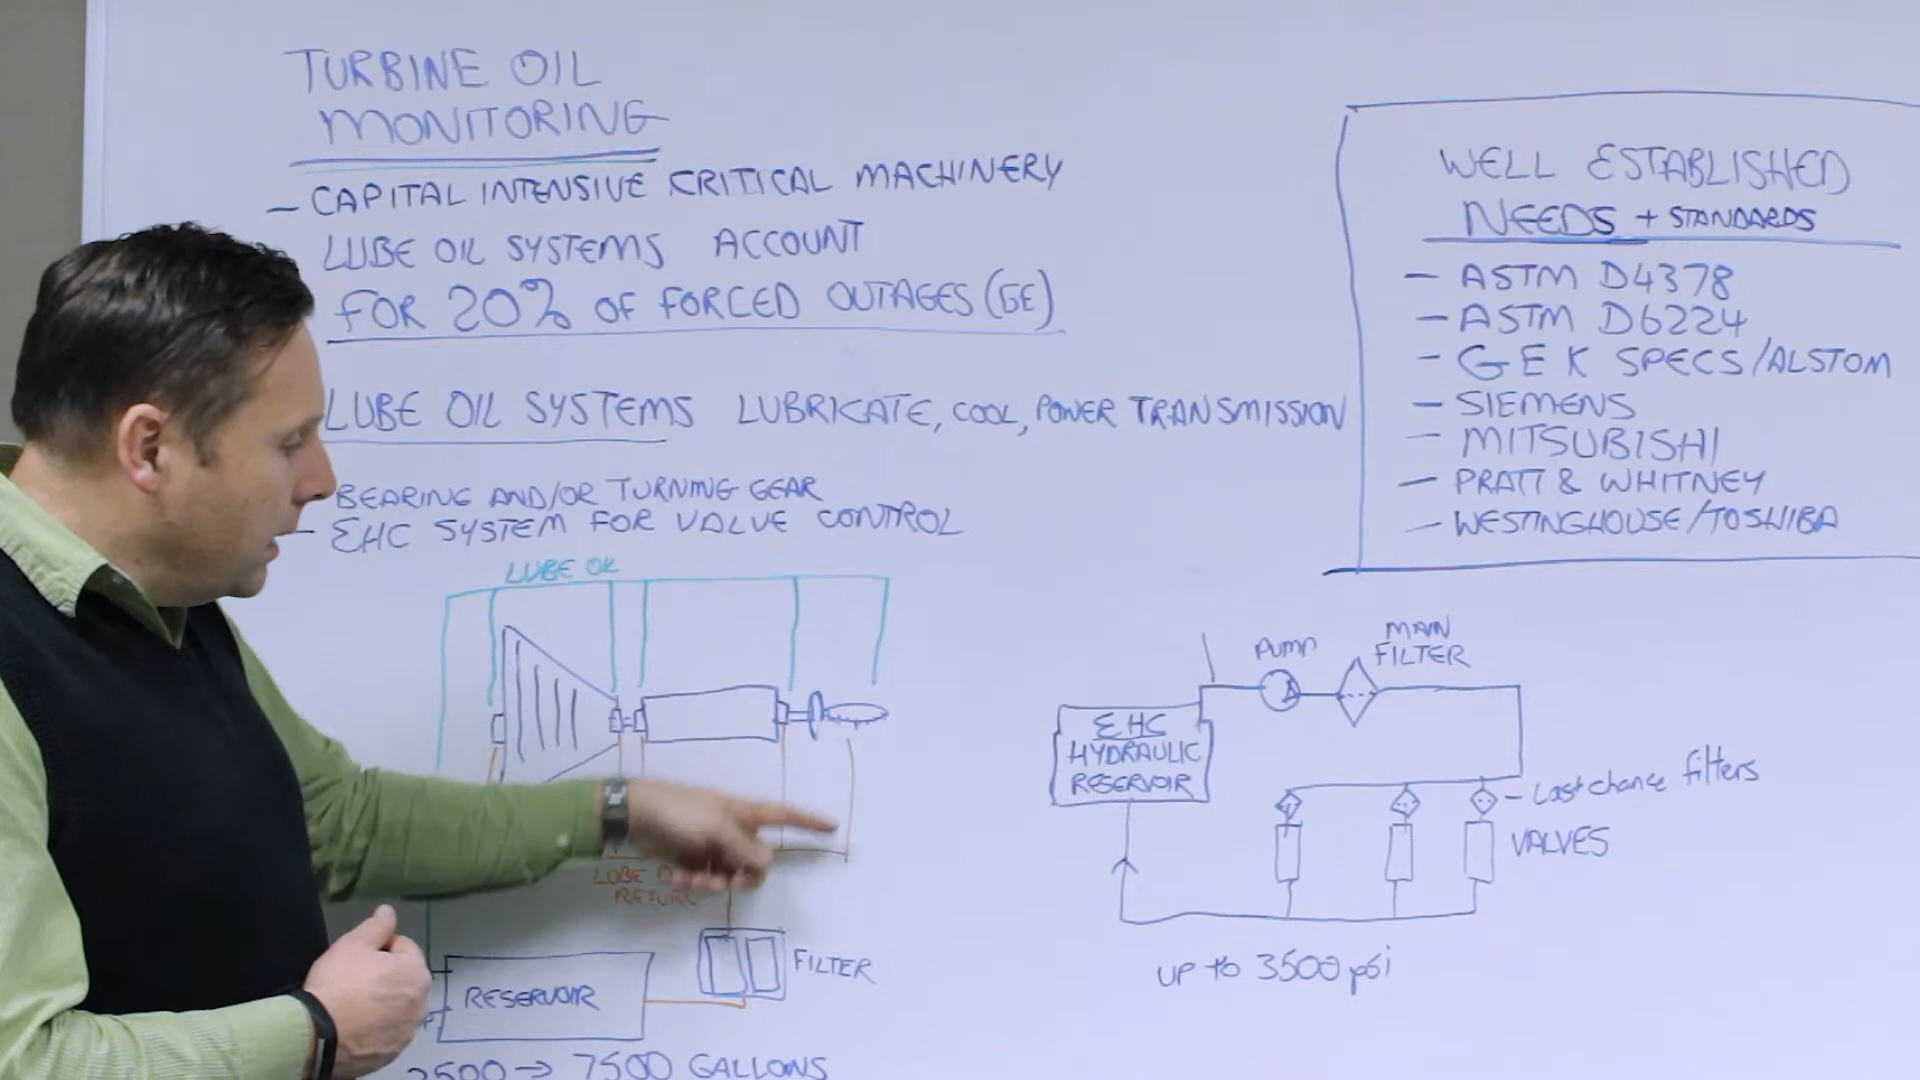 TURBINE OIL
MONITORING
- CAPITAL INTENSIVE CRITICAL MACHINERY
LUBE OIL SYSTEMS ACCOUNT
FOR 20% OF FORCED OUTAGES (GE)
LUBE OIL SYSTEMS LUBRICATE, COOL, POWER TRANSMISSION
BEARING AND/OR TURNING GEAR
- EHC SYSTEM FOR VALVE CONTROL
LUBE OIL
LUBE
RETURN
FILTER
RESERVOIR
7500 GALLONS
WELL ESTABLISHED
NEEDS + STANDARDS
- ASTM D4378
- ASTM D6224
- GEK SPECS/ALSTOM
- SIEMENS
- MITSUBISHI
- PRATT & WHITNEY
- WESTINGHOUSE/TOSHIBA
PUMP
MAIN
FILTER
EHC
HYDRAULIC
RESERVOIR
- Last chance filters
VALVES
UP to 3500 psi